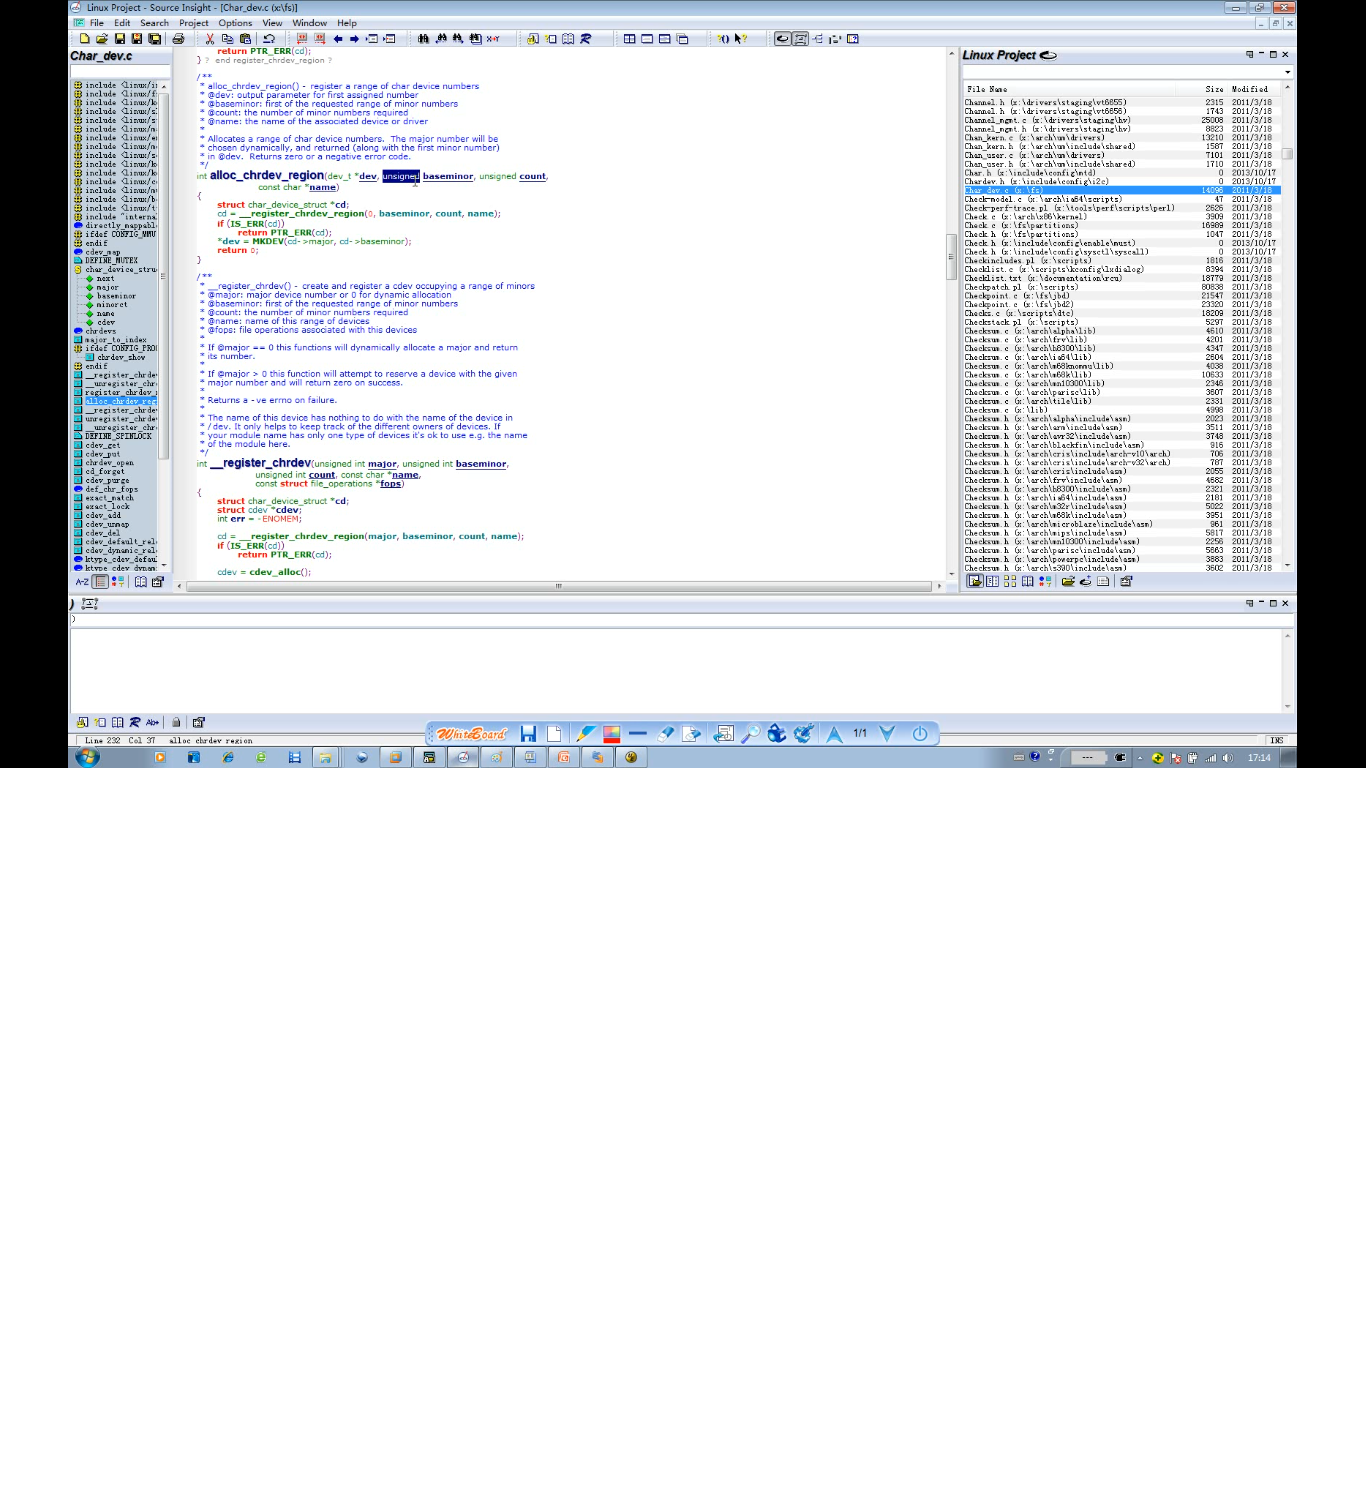 Linux Project - Source Insight - [Char_dev.c (x:\fs)]
File Edit Search Project Options View Window Help
Char_dev.c
include <linux/i
include <linux/f
include <linux/k
include <linux/s
include <linux/m
directly_mappabl
ifdef CONFIG_MMU
endif
cdev_map
DEFINE_MUTEX
char_device_stru
next
major
baseminor
minorct
name
cdev
chrdevs
major_to_index
ifdef CONFIG_PRO
chrdev_show
endif
__register_chrde
__unregister_chr
register_chrdev_
alloc_chrdev_reg
__register_chrde
unregister_chrde
__unregister_chr
DEFINE_SPINLOCK
cdev_get
cdev_put
chrdev_open
cd_forget
cdev_purge
def_chr_fops
exact_match
exact_lock
cdev_add
cdev_unmap
cdev_del
cdev_default_rel
cdev_dynamic_rel
ktype_cdev_defau
ktype_cdev_dynam
return PTR_ERR(cd);
} ? end register_chrdev_region ?
/**
* alloc_chrdev_region() - register a range of char device numbers
* @dev: output parameter for first assigned number
* @baseminor: first of the requested range of minor numbers
* @count: the number of minor numbers required
* @name: the name of the associated device or driver
*
* Allocates a range of char device numbers. The major number will be
* chosen dynamically, and returned (along with the first minor number)
* in @dev. Returns zero or a negative error code.
*/
int alloc_chrdev_region(dev_t *dev, unsigned baseminor, unsigned count,
const char *name)
{
struct char_device_struct *cd;
cd = __register_chrdev_region(0, baseminor, count, name);
if (IS_ERR(cd))
return PTR_ERR(cd);
*dev = MKDEV(cd->major, cd->baseminor);
return 0;
}
/**
* __register_chrdev() - create and register a cdev occupying a range of minors
* @major: major device number or 0 for dynamic allocation
* @baseminor: first of the requested range of minor numbers
* @count: the number of minor numbers required
* @name: name of this range of devices
* @fops: file operations associated with this devices
*
* If @major == 0 this functions will dynamically allocate a major and return
* its number.
*
* If @major > 0 this function will attempt to reserve a device with the given
* major number and will return zero on success.
*
* Returns a -ve errno on failure.
*
* The name of this device has nothing to do with the name of the device in
* /dev. It only helps to keep track of the different owners of devices. If
* your module name has only one type of devices it's ok to use e.g. the name
* of the module here.
*/
int __register_chrdev(unsigned int major, unsigned int baseminor,
unsigned int count, const char *name,
const struct file_operations *fops)
{
struct char_device_struct *cd;
struct cdev *cdev;
int err = -ENOMEM;
cd = __register_chrdev_region(major, baseminor, count, name);
if (IS_ERR(cd))
return PTR_ERR(cd);
cdev = cdev_alloc();
Linux Project
File Name Size Modified
Channel.h (x:\drivers\staging\vt6655) 2315 2011/3/18
Channel.h (x:\drivers\staging\vt6656) 1743 2011/3/18
Channel_mgmt.c (x:\drivers\staging\hv) 25008 2011/3/18
Channel_mgmt.h (x:\drivers\staging\hv) 8823 2011/3/18
Chan_kern.c (x:\arch\um\drivers) 13210 2011/3/18
Chan_kern.h (x:\arch\um\include\shared) 1587 2011/3/18
Chan_user.c (x:\arch\um\drivers) 7101 2011/3/18
Chan_user.h (x:\arch\um\include\shared) 1710 2011/3/18
Char.h (x:\include\config\mtd) 0 2013/10/17
Chardev.h (x:\include\config\i2c) 0 2013/10/17
Char_dev.c (x:\fs) 14096 2011/3/18
Check-model.c (x:\arch\ia64\scripts) 47 2011/3/18
Check-perf-trace.pl (x:\tools\perf\scripts\perl) 2626 2011/3/18
Check.c (x:\arch\x86\kernel) 3909 2011/3/18
Check.c (x:\fs\partitions) 16989 2011/3/18
Check.h (x:\fs\partitions) 1047 2011/3/18
Check.h (x:\include\config\enable\must) 0 2013/10/17
Check.h (x:\include\config\sysctl\syscall) 0 2013/10/17
Checkincludes.pl (x:\scripts) 1816 2011/3/18
Checklist.c (x:\scripts\kconfig\lxdialog) 8394 2011/3/18
Checklist.txt (x:\documentation\rcu) 18779 2011/3/18
Checkpatch.pl (x:\scripts) 80838 2011/3/18
Checkpoint.c (x:\fs\jbd) 21547 2011/3/18
Checkpoint.c (x:\fs\jbd2) 23320 2011/3/18
Checks.c (x:\scripts\dtc) 18209 2011/3/18
Checkstack.pl (x:\scripts) 5297 2011/3/18
Checksum.c (x:\arch\alpha\lib) 4610 2011/3/18
Checksum.c (x:\arch\frv\lib) 4201 2011/3/18
Checksum.c (x:\arch\h8300\lib) 4347 2011/3/18
Checksum.c (x:\arch\ia64\lib) 2604 2011/3/18
Checksum.c (x:\arch\m68knommu\lib) 4038 2011/3/18
Checksum.c (x:\arch\m68k\lib) 10633 2011/3/18
Checksum.c (x:\arch\mn10300\lib) 2346 2011/3/18
Checksum.c (x:\arch\parisc\lib) 3607 2011/3/18
Checksum.c (x:\arch\tile\lib) 2331 2011/3/18
Checksum.c (x:\lib) 4998 2011/3/18
Checksum.h (x:\arch\alpha\include\asm) 2023 2011/3/18
Checksum.h (x:\arch\arm\include\asm) 3511 2011/3/18
Checksum.h (x:\arch\avr32\include\asm) 3748 2011/3/18
Checksum.h (x:\arch\blackfin\include\asm) 916 2011/3/18
Checksum.h (x:\arch\cris\include\arch-v10\arch) 706 2011/3/18
Checksum.h (x:\arch\cris\include\arch-v32\arch) 787 2011/3/18
Checksum.h (x:\arch\cris\include\asm) 2055 2011/3/18
Checksum.h (x:\arch\frv\include\asm) 4682 2011/3/18
Checksum.h (x:\arch\h8300\include\asm) 2321 2011/3/18
Checksum.h (x:\arch\ia64\include\asm) 2181 2011/3/18
Checksum.h (x:\arch\m32r\include\asm) 5022 2011/3/18
Checksum.h (x:\arch\m68k\include\asm) 3951 2011/3/18
Checksum.h (x:\arch\microblaze\include\asm) 961 2011/3/18
Checksum.h (x:\arch\mips\include\asm) 5817 2011/3/18
Checksum.h (x:\arch\mn10300\include\asm) 2256 2011/3/18
Checksum.h (x:\arch\parisc\include\asm) 5663 2011/3/18
Checksum.h (x:\arch\powerpc\include\asm) 3883 2011/3/18
Checksum.h (x:\arch\s390\include\asm) 3602 2011/3/18
A-Z
)
)
WhiteBoard
1/1
Line 232 Col 37 alloc_chrdev_region
INS
17:14